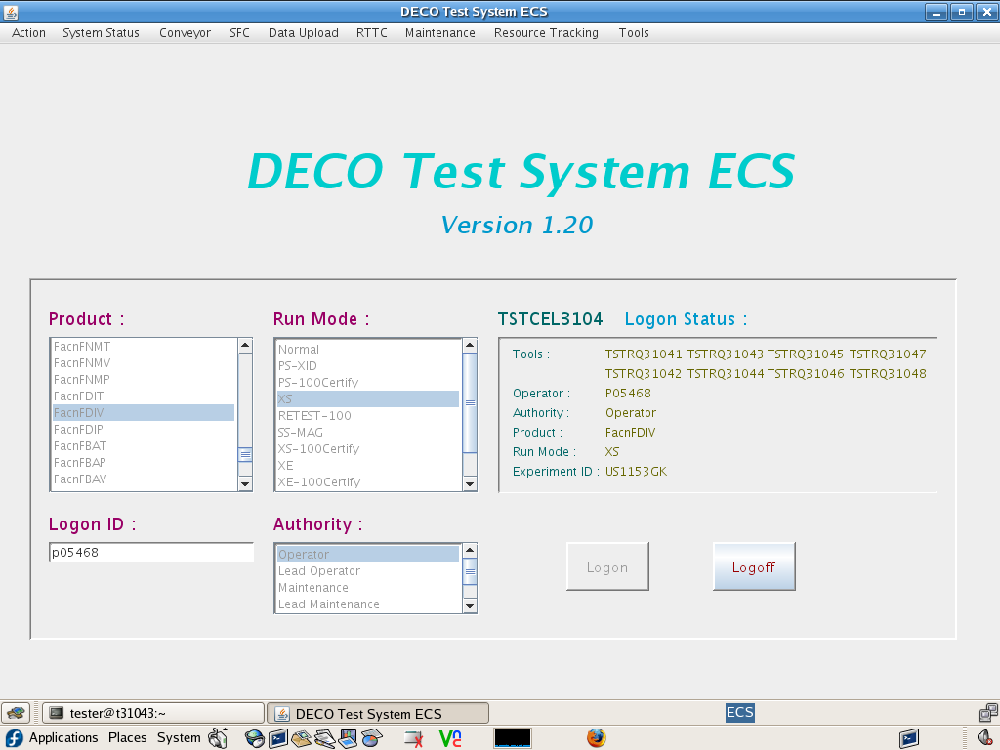 DECO Test System ECS
Action System Status Conveyor SFC Data Upload RTTC Maintenance Resource Tracking Tools
DECO Test System ECS
Version 1.20
Product :
FacnFNMT
FacnFNMV
FacnFNMP
FacnFDIT
FacnFDIV
FacnFDIP
FacnFBAT
FacnFBAP
FacnFBAV
Run Mode :
Normal
PS-XID
PS-100Certify
XS
RETEST-100
SS-MAG
XS-100Certify
XE
XE-100Certify
TSTCEL3104 Logon Status :
Tools : TSTRQ31041 TSTRQ31043 TSTRQ31045 TSTRQ31047
TSTRQ31042 TSTRQ31044 TSTRQ31046 TSTRQ31048
Operator : P05468
Authority : Operator
Product : FacnFDIV
Run Mode : XS
Experiment ID : US1153GK
Logon ID :
p05468
Authority :
Operator
Lead Operator
Maintenance
Lead Maintenance
Logon
Logoff
tester@t31043:~
DECO Test System ECS
ECS
Applications Places System